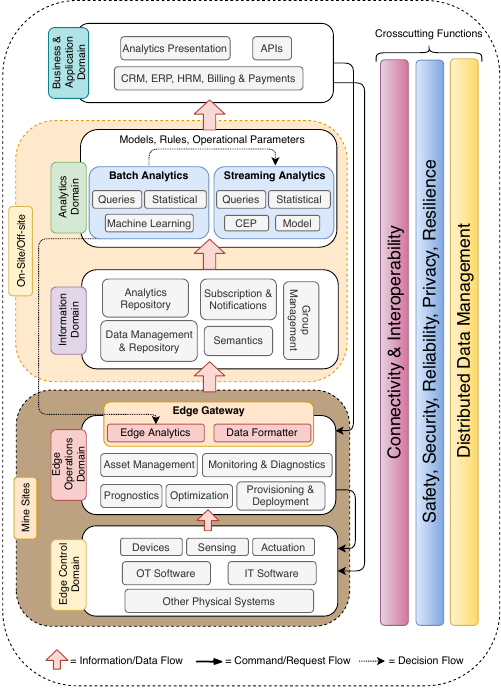 Business &
Application
Domain
Analytics Presentation
APIs
CRM, ERP, HRM, Billing & Payments
Crosscutting Functions
On-Site/Off-site
Analytics
Domain
Models, Rules, Operational Parameters
Batch Analytics
Queries
Statistical
Machine Learning
Streaming Analytics
Queries
Statistical
CEP
Model
Information
Domain
Analytics
Repository
Subscription &
Notifications
Group
Management
Data Management
& Repository
Semantics
Mine Sites
Edge
Operations
Domain
Edge Gateway
Edge Analytics
Data Formatter
Asset Management
Monitoring & Diagnostics
Prognostics
Optimization
Provisioning &
Deployment
Edge Control
Domain
Devices
Sensing
Actuation
OT Software
IT Software
Other Physical Systems
Connectivity & Interoperability
Safety, Security, Reliability, Privacy, Resilience
Distributed Data Management
= Information/Data Flow
= Command/Request Flow
= Decision Flow